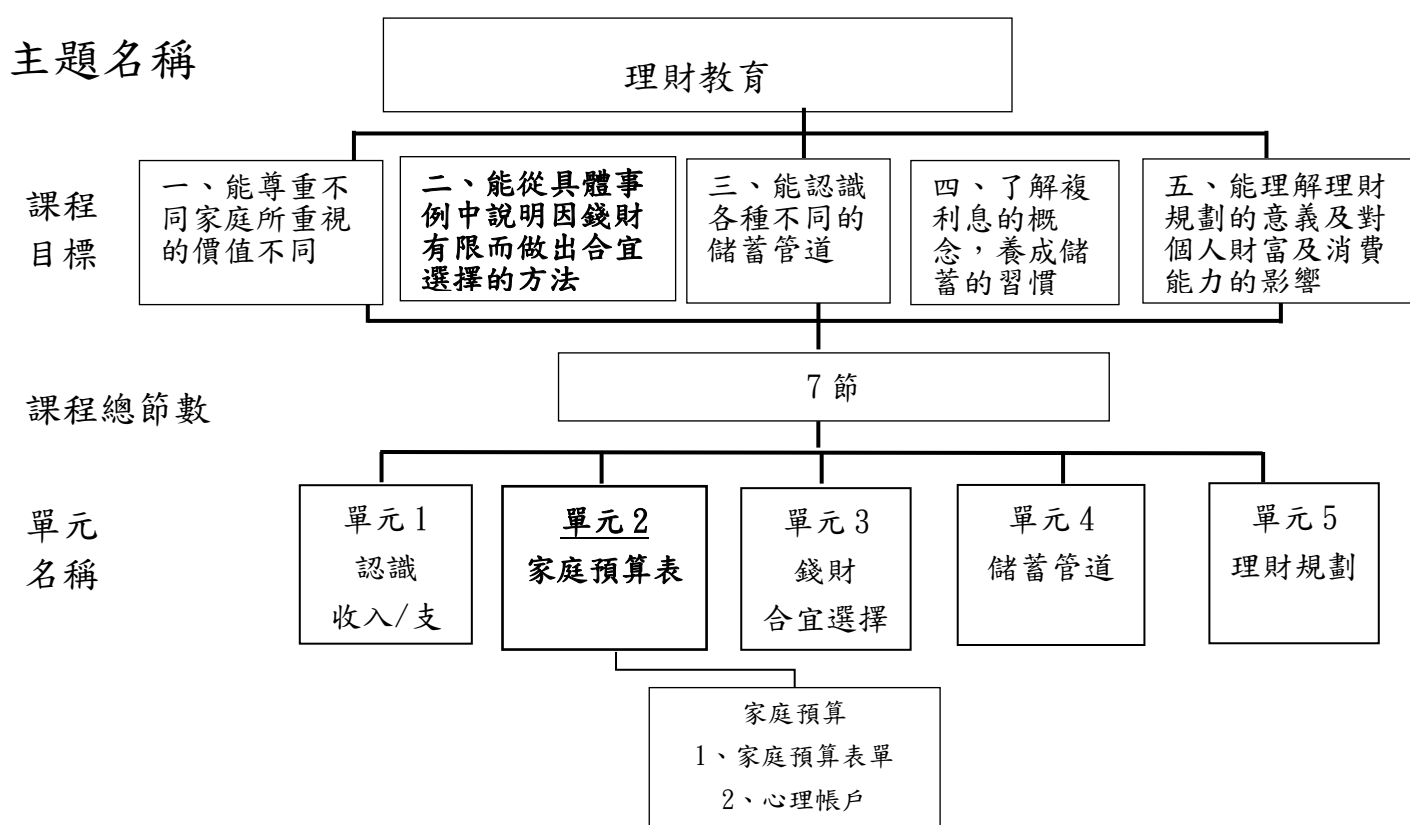 主題名稱
理財教育
課程
目標
一、能尊重不
同家庭所重視
的價值不同
二、能從具體事
例中說明因錢財
有限而做出合宜
選擇的方法
三、能認識
各種不同的
儲蓄管道
四、了解複
利息的概
念,養成儲
蓄的習慣
五、能理解理財
規劃的意義及對
個人財富及消費
能力的影響
課程總節數
7 節
單元
名稱
單元 1
認識
收入/支
單元 2
家庭預算表
單元 3
錢財
合宜選擇
單元 4
儲蓄管道
單元 5
理財規劃
家庭預算
1、家庭預算表單
2、心理帳戶